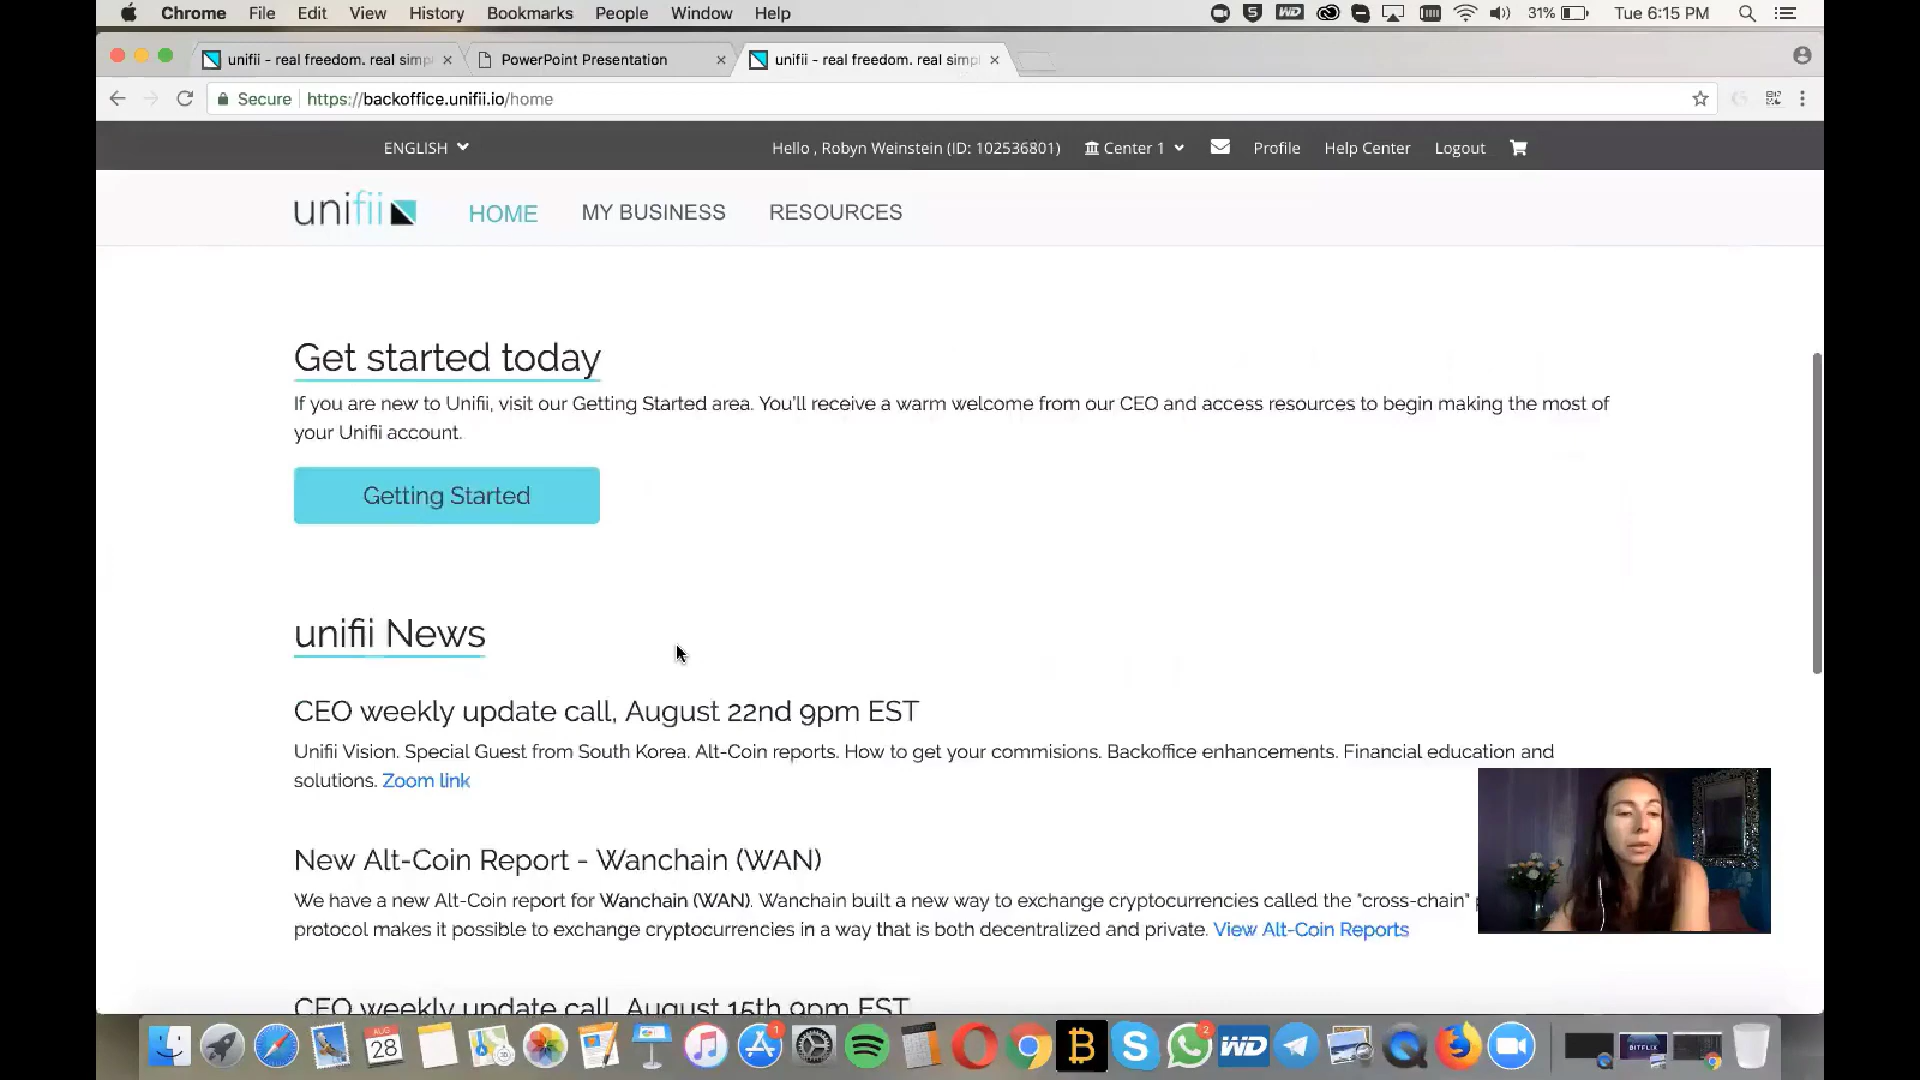 Chrome File Edit View History Bookmarks People Window Help 31% Tue 6:15 PM
unifii - real freedom. real simp PowerPoint Presentation unifii - real freedom. real simp
Secure https://backoffice.unifii.io/home
ENGLISH Hello , Robyn Weinstein (ID: 102536801) Center 1 Profile Help Center Logout
unifii HOME MY BUSINESS RESOURCES
Get started today
If you are new to Unifii, visit our Getting Started area. You'll receive a warm welcome from our CEO and access resources to begin making the most of
your Unifii account.
Getting Started
unifii News
CEO weekly update call, August 22nd 9pm EST
Unifii Vision. Special Guest from South Korea. Alt-Coin reports. How to get your commisions. Backoffice enhancements. Financial education and
solutions. Zoom link
New Alt-Coin Report - Wanchain (WAN)
We have a new Alt-Coin report for Wanchain (WAN). Wanchain built a new way to exchange cryptocurrencies called the "cross-chain"
protocol makes it possible to exchange cryptocurrencies in a way that is both decentralized and private. View Alt-Coin Reports
CEO weekly update call, August 15th 9pm EST
AUG
28
1
2
WD
BITFLIX